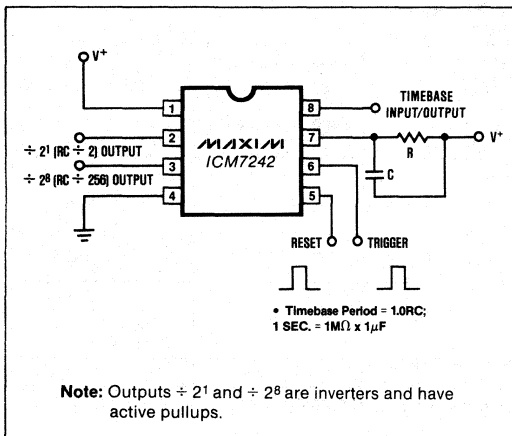 V+
1
2
3
4
8
7
6
5
MAXIM
ICM7242
÷ 2¹ (RC ÷ 2) OUTPUT
÷ 2⁸ (RC ÷ 256) OUTPUT
TIMEBASE
INPUT/OUTPUT
V+
R
C
RESET
TRIGGER
• Timebase Period = 1.0RC;
1 SEC. = 1MΩ x 1µF
Note: Outputs ÷ 2¹ and ÷ 2⁸ are inverters and have
active pullups.